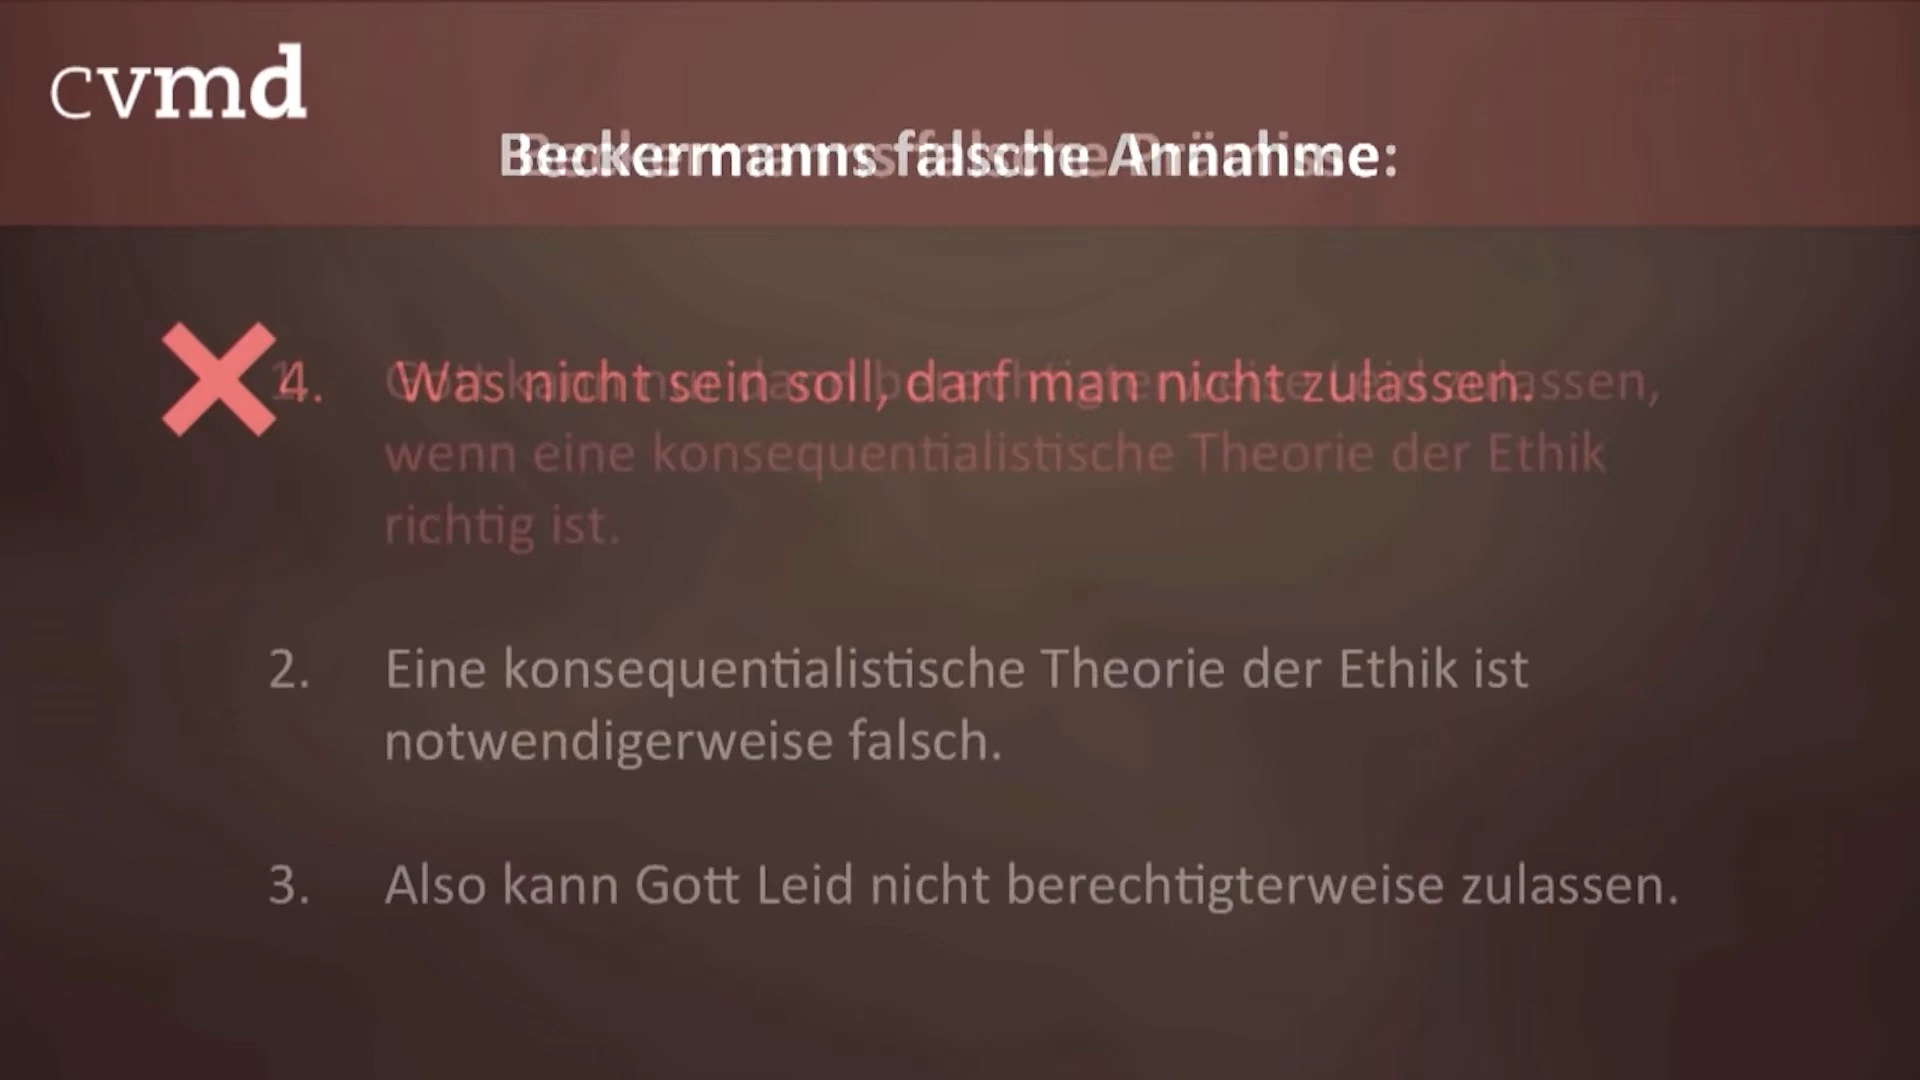 cvmd
Beckermanns falsche Annahme:
4. Was nicht sein soll, darf man nicht zulassen.
wenn eine konsequentialistische Theorie der Ethik
richtig ist.
2. Eine konsequentialistische Theorie der Ethik ist
notwendigerweise falsch.
3. Also kann Gott Leid nicht berechtigterweise zulassen.